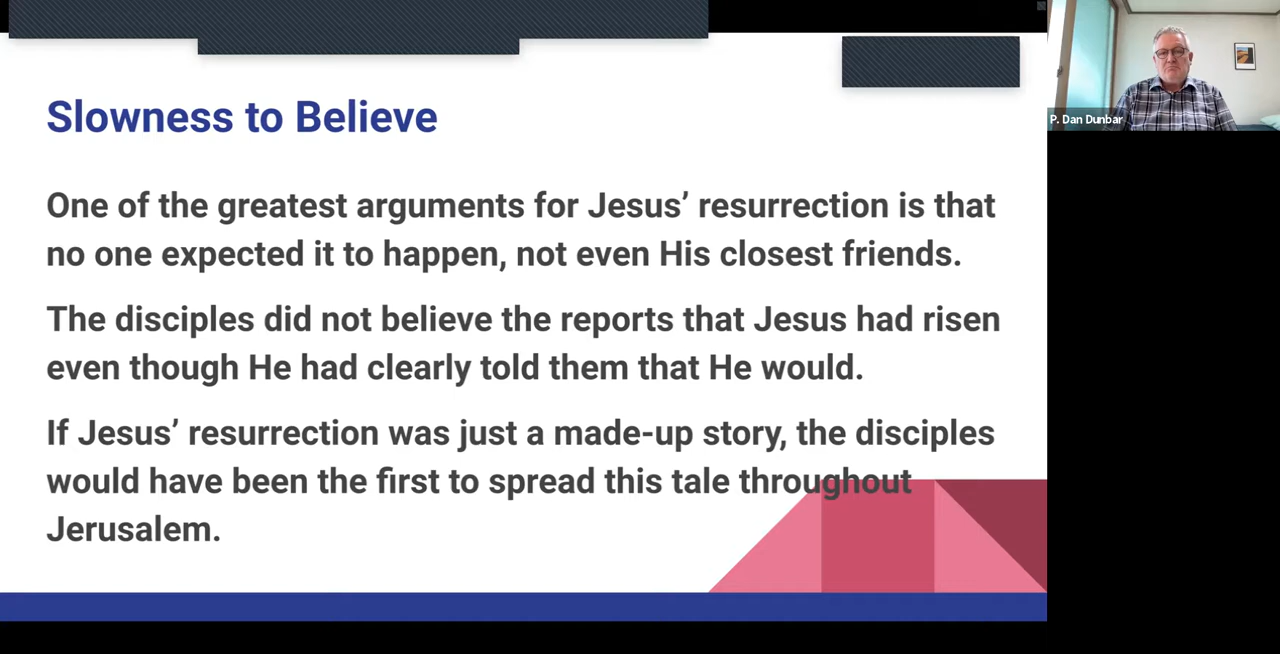 Slowness to Believe
One of the greatest arguments for Jesus’ resurrection is that
no one expected it to happen, not even His closest friends.
The disciples did not believe the reports that Jesus had risen
even though He had clearly told them that He would.
If Jesus’ resurrection was just a made-up story, the disciples
would have been the first to spread this tale throughout
Jerusalem.
P. Dan Dunbar